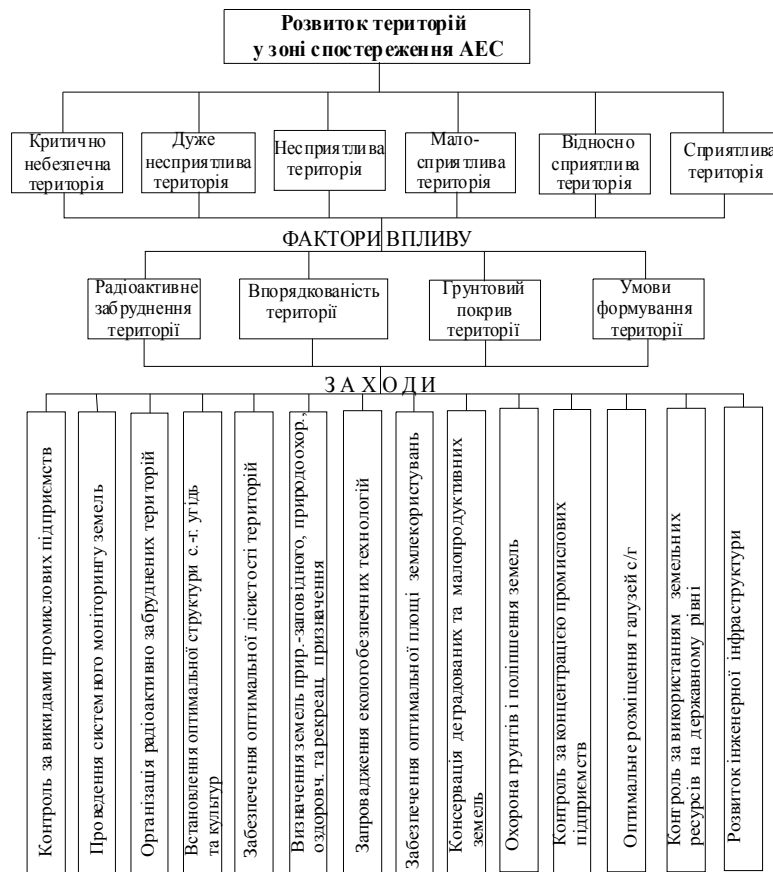 Розвиток територій
у зоні спостереження АЕС
Критично
небезпечна
територія
Дуже
несприятлива
територія
Несприятлива
територія
Мало-
сприятлива
територія
Відносно
сприятлива
територія
Сприятлива
територія
ФАКТОРИ ВПЛИВУ
Радіоактивне
забруднення
території
Впорядкованість
території
Грунтовий
покрив
території
Умови
формування
території
З А Х О Д И
Контроль за викидами промислових підприємств
Проведення системного моніторингу земель
Організація радіоактивно забруднених територій
Встановлення оптимальної структури с.-г. угідь
та культур
Забезпечення оптимальної лісистості територій
Визначення земель прир.-заповідного, природоохор.,
оздоровч. та рекреац. призначення
Запровадження екологобезпечних технологій
Забезпечення оптимальної площі землекористувань
Консервація деградованих та малопродуктивних
земель
Охорона грунтів і поліпшення земель
Контроль за концентрацією промислових
підприємств
Оптимальне розміщення галузей с/г
Контроль за використанням земельних
ресурсів на державному рівні
Розвиток інженерної інфраструктури